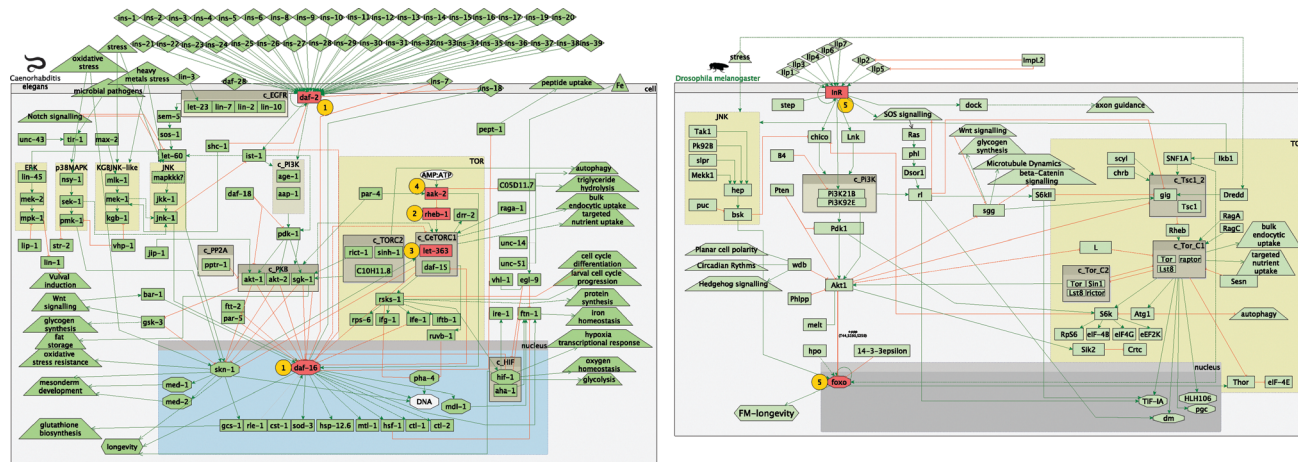 ins-1 ins-2 ins-3 ins-4 ins-5 ins-6 ins-7 ins-8 ins-9 ins-10 ins-11 ins-12 ins-13 ins-14 ins-15 ins-16 ins-17 ins-18 ins-19 ins-20
ins-21 ins-22 ins-23 ins-24 ins-25 ins-26 ins-27 ins-28 ins-29 ins-30 ins-31 ins-32 ins-33 ins-34 ins-35 ins-36 ins-37 ins-38 ins-39
stress
oxidative
stress
heavy
metals stress
microbial pathogens
Caenorhabditis
elegans
lin-3
daf-28
ins-7
ins-18
peptide uptake
Fe
cell
c_EGFR
let-23 lin-7 lin-2 lin-10
daf-2
1
Notch signalling
sem-5
sos-1
let-60
unc-43
tir-1
max-2
shc-1
ist-1
pept-1
ERK
lin-45
mek-2
mpk-1
p38MAPK
nsy-1
sek-1
pmk-1
KGBJNK-like
mlk-1
mek-1
kgb-1
JNK
mapkkk?
jkk-1
jnk-1
c_PI3K
age-1
aap-1
daf-18
pdk-1
TOR
AMP:ATP
4
aak-2
2
rheb-1
drr-2
par-4
c_TORC2
rict-1 sinh-1
C10H11.8
c_CeTORC1
3
let-363
daf-15
C05D11.7
raga-1
unc-14
unc-51
vhl-1
egl-9
autophagy
triglyceride
hydrolysis
bulk
endocytic uptake
targeted
nutrient uptake
cell cycle
differentiation
larval cell cycle
progression
protein
synthesis
iron
homeostasis
hypoxia
transcriptional response
oxygen
homeostasis
glycolysis
lip-1
str-2
lin-1
vhp-1
jip-1
c_PP2A
pptr-1
c_PKB
akt-1 akt-2 sgk-1
rsks-1
rps-6 ifg-1 ife-1 iftb-1
ruvb-1
ire-1
ftn-1
Vulval
induction
Wnt
signalling
glycogen
synthesis
fat
storage
oxidative
stress resistance
mesonderm
development
glutathione
biosynthesis
bar-1
gsk-3
ftt-2
par-5
nucleus
skn-1
1
daf-16
med-1
med-2
pha-4
DNA
mdl-1
c_HIF
hif-1
aha-1
gcs-1 rle-1 cst-1 sod-3 hsp-12.6 mtl-1 hsf-1 ctl-1 ctl-2
longevity
stress
Drosophila melanogaster
Ilp7
Ilp6
Ilp4
Ilp3
Ilp1
Ilp2
Ilp5
ImpL2
InR
5
step
dock
axon guidance
SOS signalling
JNK
Tak1
Pk92B
slpr
Mekk1
hep
puc
bsk
chico
Lnk
B4
Pten
c_PI3K
PI3K21B
PI3K92E
Pdk1
Ras
phl
Dsor1
rl
Wnt signalling
glycogen
synthesis
Microtubule Dynamics
beta-Catenin
signalling
S6kII
sgg
scyl
chrb
SNF1A
lkb1
c_Tsc1_2
gig
Tsc1
Dredd
Rheb
RagA
RagC
c_Tor_C1
Tor raptor
Lst8
L
c_Tor_C2
Tor Sin1
Lst8 rictor
bulk
endocytic
uptake
targeted
nutrient
uptake
Sesn
autophagy
Planar cell polarity
Circadian Rythms
Hedgehog signalling
wdb
Akt1
Phlpp
melt
S6k
Atg1
RpS6 eIF-4B eIF4G eEF2K
Sik2
Crtc
hpo
14-3-3epsilon
5
foxo
nucleus
Thor
eIF-4E
FM-longevity
TIF-IA
HLH106
pgc
dm